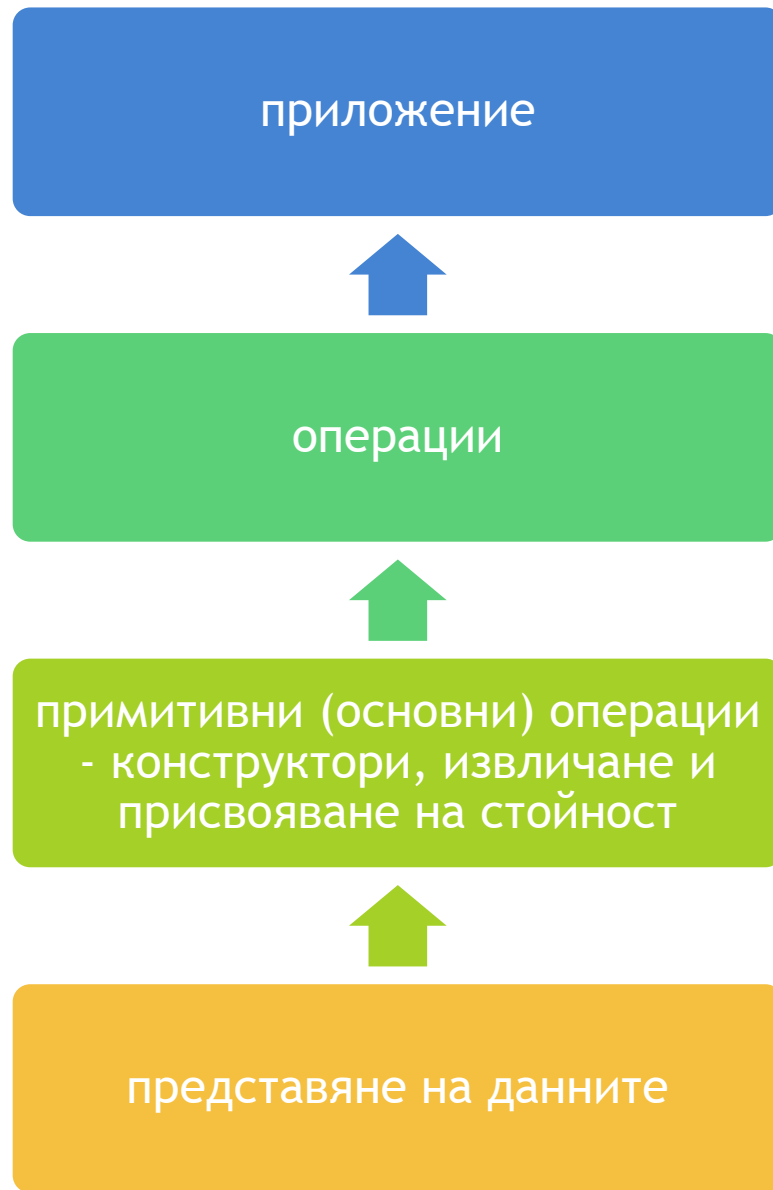 приложение
операции
примитивни (основни) операции
- конструктори, извличане и
присвояване на стойност
представяне на данните